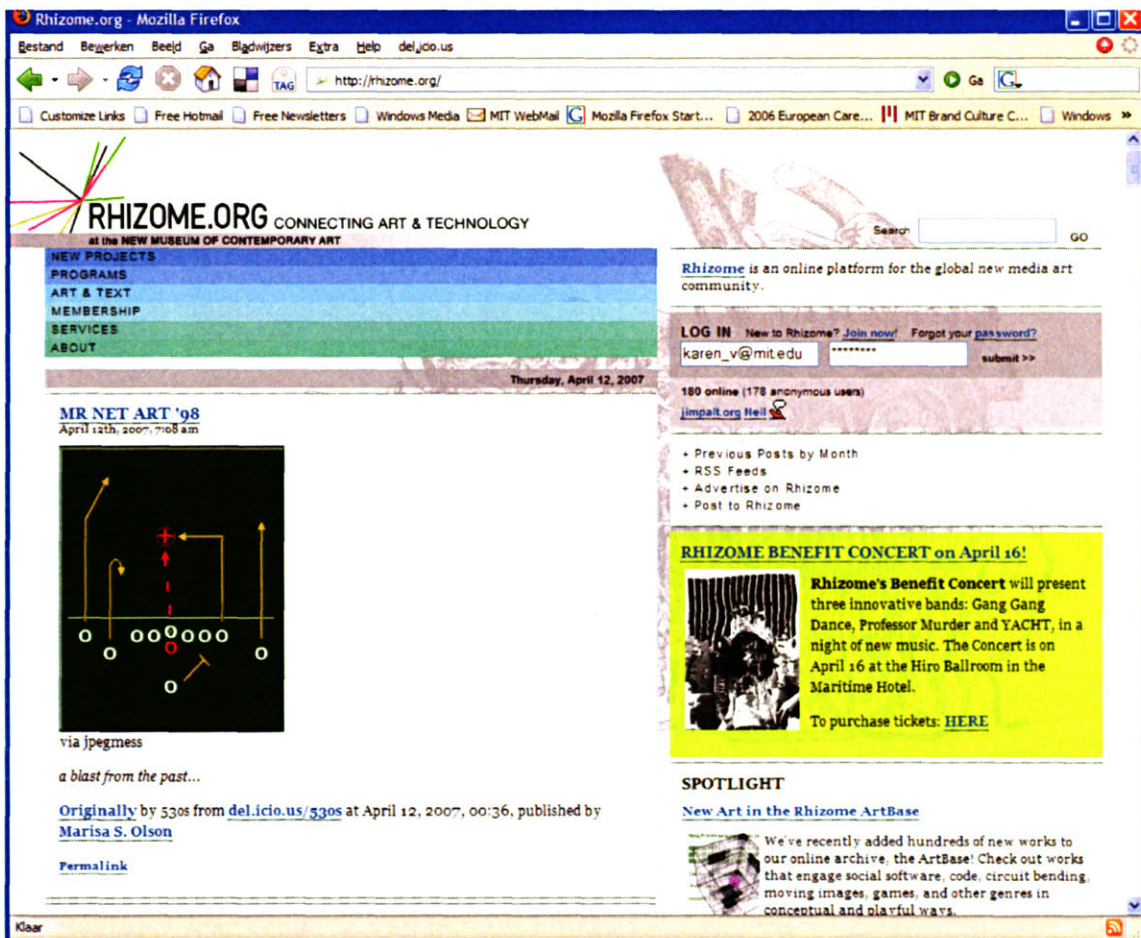 Rhizome.org - Mozilla Firefox
Bestand Bewerken Beeld Ga Bladwijzers Extra Help del.icio.us
TAG http://rhizome.org/ Ga G
Customize Links Free Hotmail Free Newsletters Windows Media MIT WebMail G Mozilla Firefox Start... 2006 European Care... MIT Brand Culture C... Windows »
RHIZOME.ORG CONNECTING ART & TECHNOLOGY
at the NEW MUSEUM OF CONTEMPORARY ART
Search GO
NEW PROJECTS
PROGRAMS
ART & TEXT
MEMBERSHIP
SERVICES
ABOUT
Thursday, April 12, 2007
MR NET ART '98
April 12th, 2007, 7:08 am
O O O O O O O O O
O O O
O
via jpegmess
a blast from the past...
Originally by 530s from del.icio.us/530s at April 12, 2007, 00:36, published by
Marisa S. Olson
Permalink
Rhizome is an online platform for the global new media art
community.
LOG IN New to Rhizome? Join now! Forgot your password?
karen_v@mit.edu ******** submit >>
180 online (178 anonymous users)
jimpalt.org Neil
+ Previous Posts by Month
+ RSS Feeds
+ Advertise on Rhizome
+ Post to Rhizome
RHIZOME BENEFIT CONCERT on April 16!
Rhizome's Benefit Concert will present
three innovative bands: Gang Gang
Dance, Professor Murder and YACHT, in a
night of new music. The Concert is on
April 16 at the Hiro Ballroom in the
Maritime Hotel.
To purchase tickets: HERE
SPOTLIGHT
New Art in the Rhizome ArtBase
We've recently added hundreds of new works to
our online archive, the ArtBase! Check out works
that engage social software, code, circuit bending,
moving images, games, and other genres in
conceptual and playful ways.
Klaar